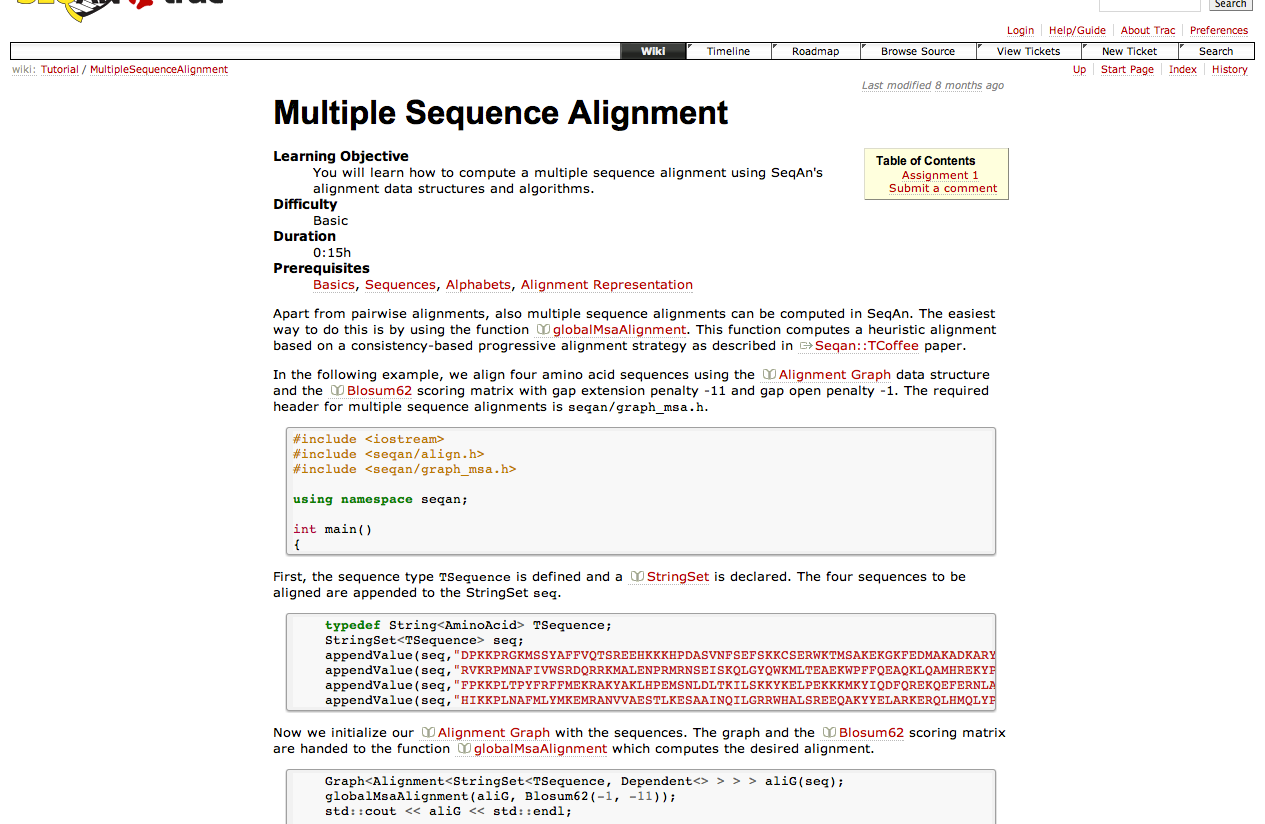 Search
Login Help/Guide About Trac Preferences
Wiki Timeline Roadmap Browse Source View Tickets New Ticket Search
wiki: Tutorial / MultipleSequenceAlignment
Up Start Page Index History
Last modified 8 months ago
Multiple Sequence Alignment
Learning Objective
You will learn how to compute a multiple sequence alignment using SeqAn's
alignment data structures and algorithms.
Difficulty
Basic
Duration
0:15h
Prerequisites
Basics, Sequences, Alphabets, Alignment Representation
Table of Contents
Assignment 1
Submit a comment
Apart from pairwise alignments, also multiple sequence alignments can be computed in SeqAn. The easiest
way to do this is by using the function globalMsaAlignment. This function computes a heuristic alignment
based on a consistency-based progressive alignment strategy as described in Seqan::TCoffee paper.
In the following example, we align four amino acid sequences using the Alignment Graph data structure
and the Blosum62 scoring matrix with gap extension penalty -11 and gap open penalty -1. The required
header for multiple sequence alignments is seqan/graph_msa.h.
#include <iostream>
#include <seqan/align.h>
#include <seqan/graph_msa.h>
using namespace seqan;
int main()
{
First, the sequence type TSequence is defined and a StringSet is declared. The four sequences to be
aligned are appended to the StringSet seq.
typedef String<AminoAcid> TSequence;
StringSet<TSequence> seq;
appendValue(seq,"DPKKPRGKMSSYAFFVQTSREEHKKKHPDASVNFSEFSKKCSERWKTMSAKEKGKFEDMAKADKARY
appendValue(seq,"RVKRPMNAFIVWSRDQRRKMALENPRMRNSEISKQLGYQWKMLTEAEKWPFFQEAQKLQAMHREKYP
appendValue(seq,"FPKKPLTPYFRFFMEKRAKYAKLHPEMSNLDLTKILSKKYKELPEKKKMKYIQDFQREKQEFERNLA
appendValue(seq,"HIKKPLNAFMLYMKEMRANVVAESTLKESAAINQILGRRWHALSREEQAKYYELARKERQLHMQLYP
Now we initialize our Alignment Graph with the sequences. The graph and the Blosum62 scoring matrix
are handed to the function globalMsaAlignment which computes the desired alignment.
Graph<Alignment<StringSet<TSequence, Dependent<> > > > aliG(seq);
globalMsaAlignment(aliG, Blosum62(-1, -11));
std::cout << aliG << std::endl;